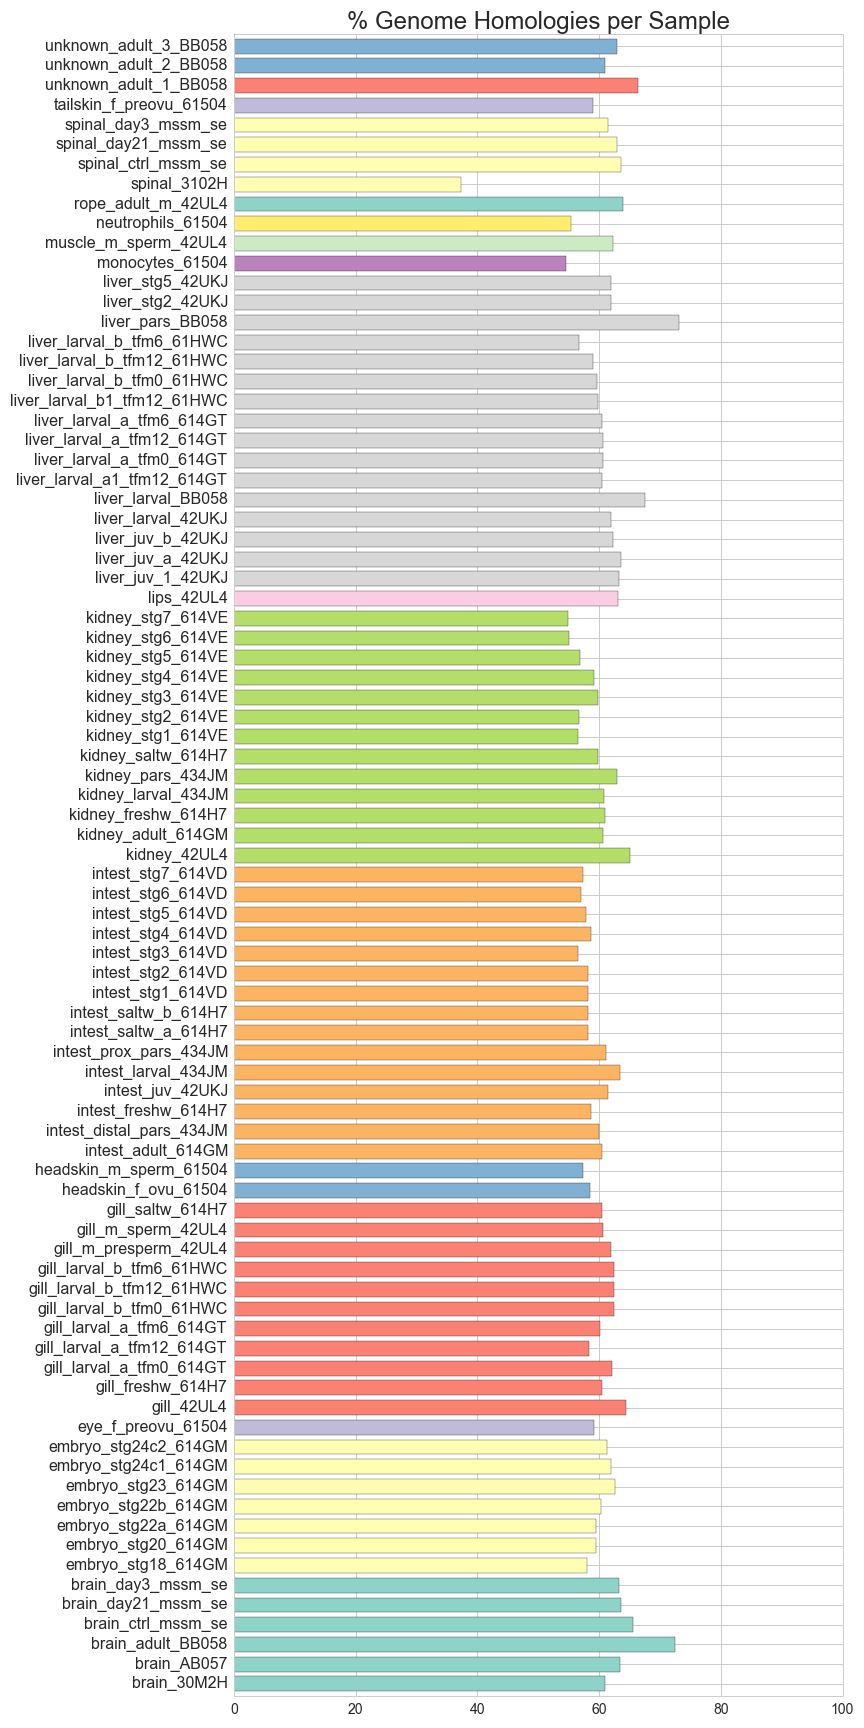 % Genome Homologies per Sample
unknown_adult_3_BB058
unknown_adult_2_BB058
unknown_adult_1_BB058
tailskin_f_preovu_61504
spinal_day3_mssm_se
spinal_day21_mssm_se
spinal_ctrl_mssm_se
spinal_3102H
rope_adult_m_42UL4
neutrophils_61504
muscle_m_sperm_42UL4
monocytes_61504
liver_stg5_42UKJ
liver_stg2_42UKJ
liver_pars_BB058
liver_larval_b_tfm6_61HWC
liver_larval_b_tfm12_61HWC
liver_larval_b_tfm0_61HWC
liver_larval_b1_tfm12_61HWC
liver_larval_a_tfm6_614GT
liver_larval_a_tfm12_614GT
liver_larval_a_tfm0_614GT
liver_larval_a1_tfm12_614GT
liver_larval_BB058
liver_larval_42UKJ
liver_juv_b_42UKJ
liver_juv_a_42UKJ
liver_juv_1_42UKJ
lips_42UL4
kidney_stg7_614VE
kidney_stg6_614VE
kidney_stg5_614VE
kidney_stg4_614VE
kidney_stg3_614VE
kidney_stg2_614VE
kidney_stg1_614VE
kidney_saltw_614H7
kidney_pars_434JM
kidney_larval_434JM
kidney_freshw_614H7
kidney_adult_614GM
kidney_42UL4
intest_stg7_614VD
intest_stg6_614VD
intest_stg5_614VD
intest_stg4_614VD
intest_stg3_614VD
intest_stg2_614VD
intest_stg1_614VD
intest_saltw_b_614H7
intest_saltw_a_614H7
intest_prox_pars_434JM
intest_larval_434JM
intest_juv_42UKJ
intest_freshw_614H7
intest_distal_pars_434JM
intest_adult_614GM
headskin_m_sperm_61504
headskin_f_ovu_61504
gill_saltw_614H7
gill_m_sperm_42UL4
gill_m_presperm_42UL4
gill_larval_b_tfm6_61HWC
gill_larval_b_tfm12_61HWC
gill_larval_b_tfm0_61HWC
gill_larval_a_tfm6_614GT
gill_larval_a_tfm12_614GT
gill_larval_a_tfm0_614GT
gill_freshw_614H7
gill_42UL4
eye_f_preovu_61504
embryo_stg24c2_614GM
embryo_stg24c1_614GM
embryo_stg23_614GM
embryo_stg22b_614GM
embryo_stg22a_614GM
embryo_stg20_614GM
embryo_stg18_614GM
brain_day3_mssm_se
brain_day21_mssm_se
brain_ctrl_mssm_se
brain_adult_BB058
brain_AB057
brain_30M2H
0 20 40 60 80 100